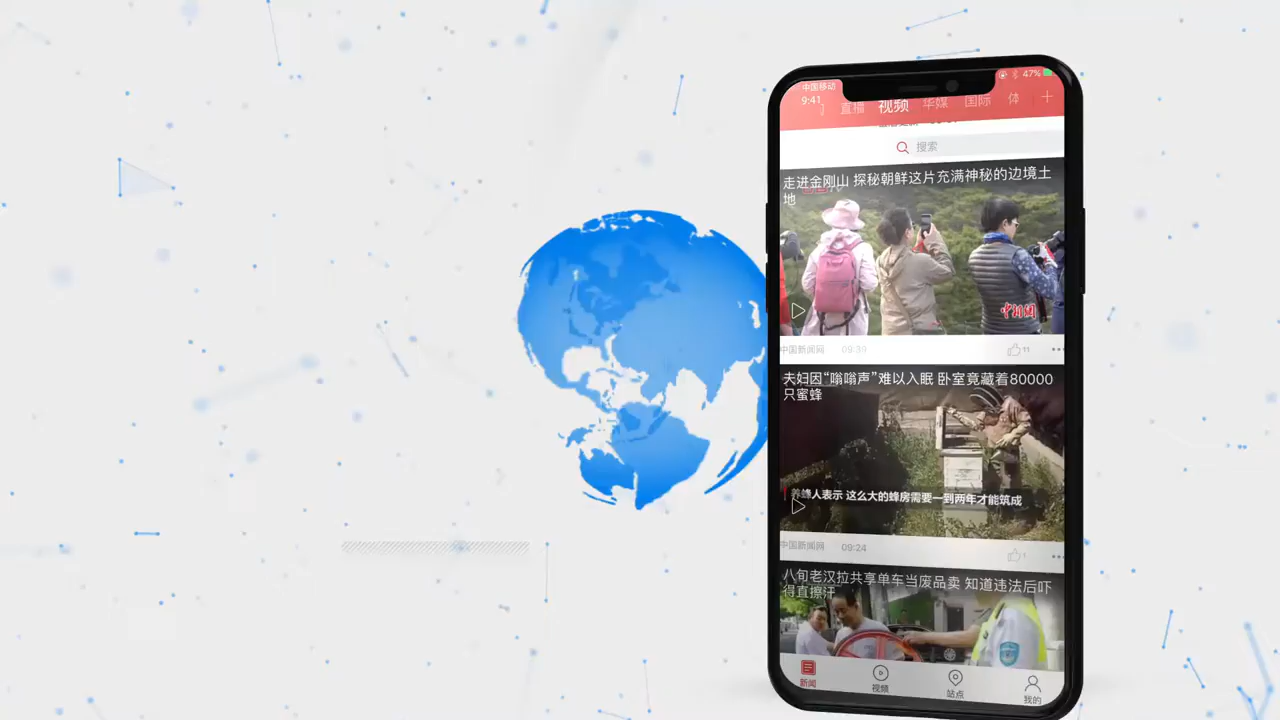 中国移动
9:41
47%
直播 视频 华媒 国际 体 +
搜索
走进金刚山 探秘朝鲜这片充满神秘的边境土
地
中新网
中国新闻网 09:39 11
夫妇因“嗡嗡声”难以入眠 卧室竟藏着80000
只蜜蜂
养蜂人表示 这么大的蜂房需要一到两年才能筑成
中国新闻网 09:24 1
八旬老汉拉共享单车当废品卖 知道违法后吓
得直擦汗
新闻 视频 站点 我的